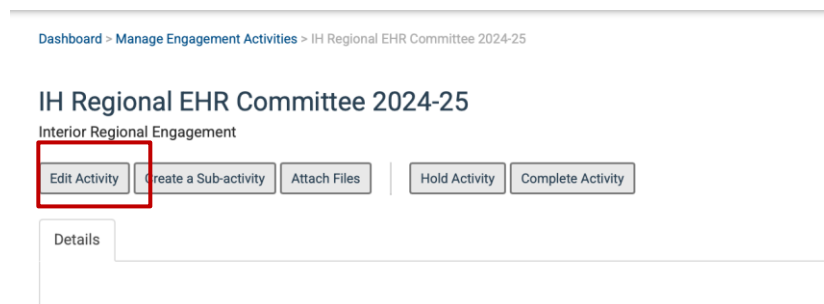 Dashboard > Manage Engagement Activities > IH Regional EHR Committee 2024-25
IH Regional EHR Committee 2024-25
Interior Regional Engagement
Edit Activity Create a Sub-activity Attach Files Hold Activity Complete Activity
Details